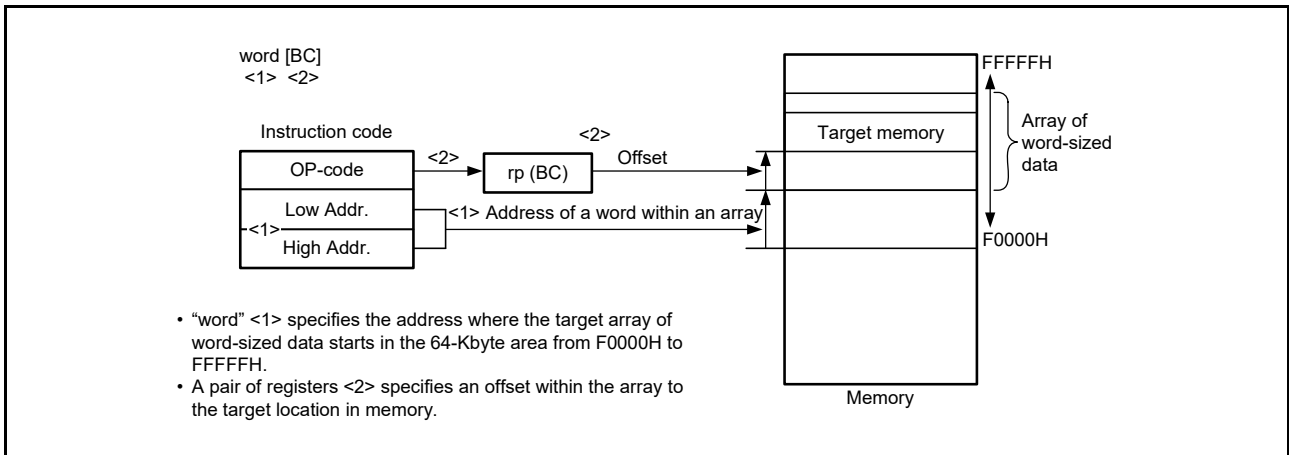 word [BC]
<1> <2>
Instruction code
OP-code
Low Addr.
<1>
High Addr.
<2>
rp (BC)
<2>
Offset
<1> Address of a word within an array
Target memory
FFFFFH
Array of
word-sized
data
F0000H
Memory
• “word” <1> specifies the address where the target array of
word-sized data starts in the 64-Kbyte area from F0000H to
FFFFFH.
• A pair of registers <2> specifies an offset within the array to
the target location in memory.